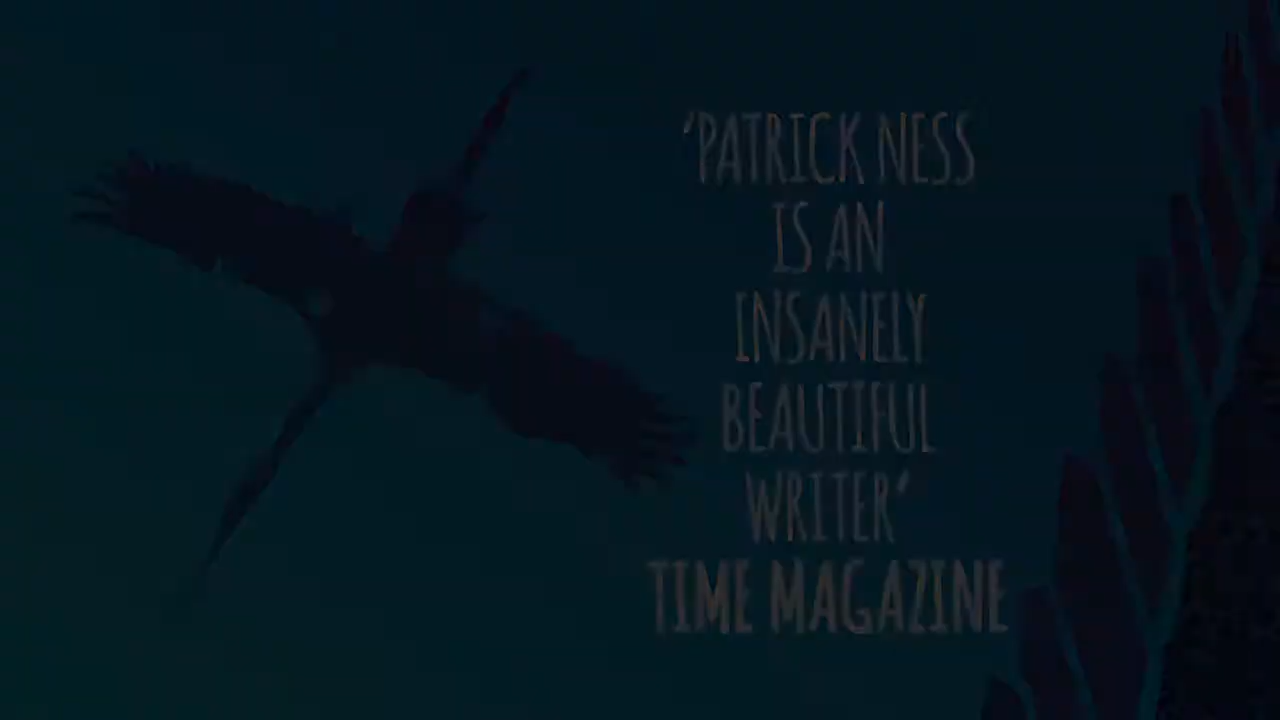 ‘PATRICK NESS
IS AN
INSANELY
BEAUTIFUL
WRITER’
TIME MAGAZINE